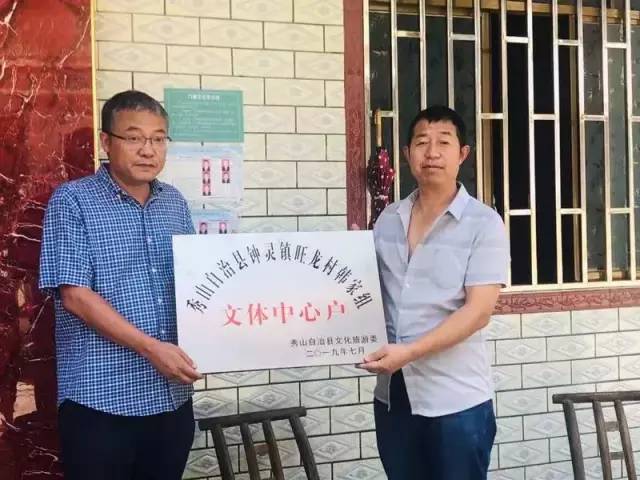 秀山自治县钟灵镇旺龙村韩家组
文体中心户
秀山自治县文化旅游委
二〇一九年七月